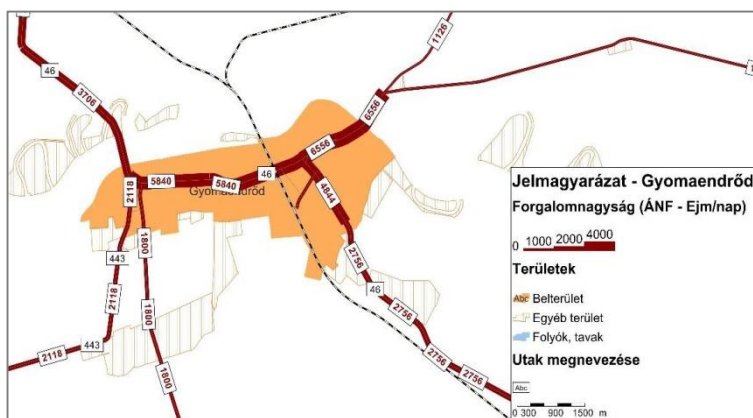 46
3706
1126
6556
6556
46
5840
5840
Gyomaendrőd
2118
4844
1800
443
2118
2756
46
2756
1800
443
2118
2756
2756
Jelmagyarázat - Gyomaendrőd
Forgalomnagyság (ÁNF - Ejm/nap)
0 1000 2000 4000
Területek
Abc Belterület
Egyéb terület
Folyók, tavak
Utak megnevezése
Abc
0 300 900 1500 m